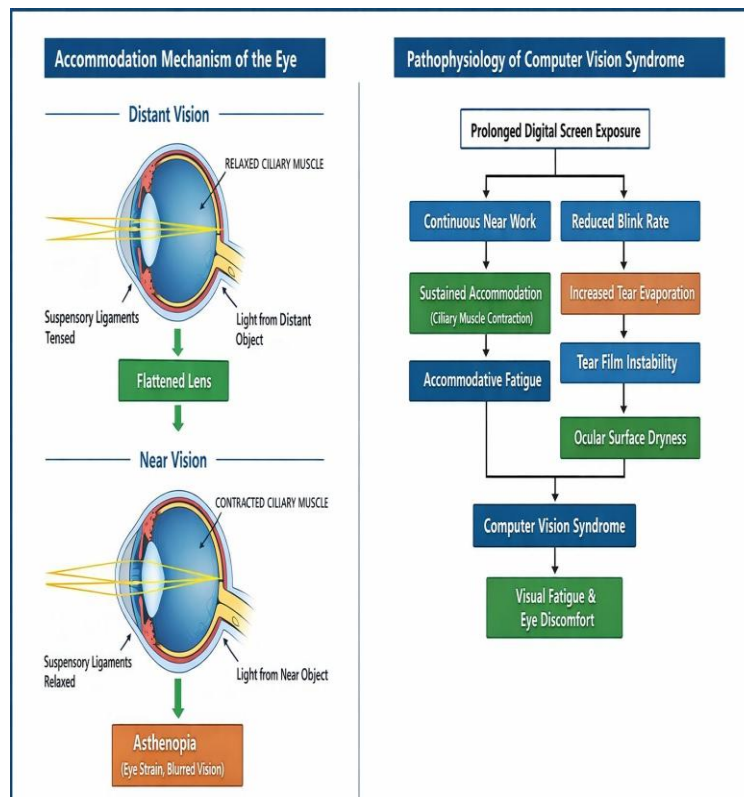 Accommodation Mechanism of the Eye
Distant Vision
RELAXED CILIARY MUSCLE
Suspensory Ligaments
Tensed
Light from Distant
Object
Flattened Lens
Near Vision
CONTRACTED CILIARY MUSCLE
Suspensory Ligaments
Relaxed
Light from Near Object
Asthenopia
(Eye Strain, Blurred Vision)
Pathophysiology of Computer Vision Syndrome
Prolonged Digital Screen Exposure
Continuous Near Work
Reduced Blink Rate
Sustained Accommodation
(Ciliary Muscle Contraction)
Increased Tear Evaporation
Accommodative Fatigue
Tear Film Instability
Ocular Surface Dryness
Computer Vision Syndrome
Visual Fatigue &
Eye Discomfort